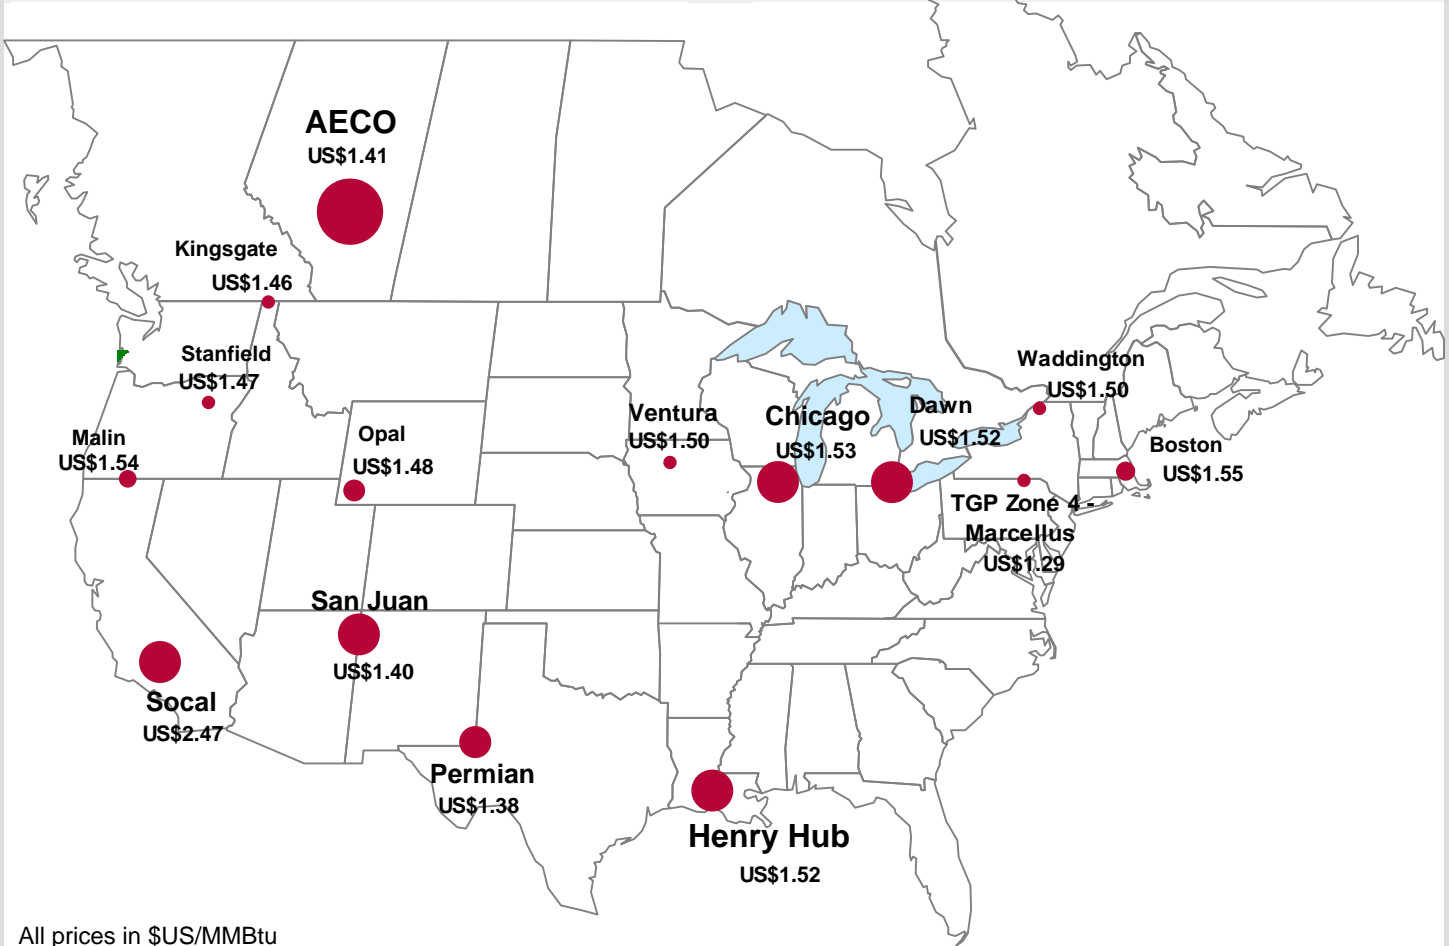 AECO
US$1.41
Kingsgate
US$1.46
Stanfield
US$1.47
Malin
US$1.54
Opal
US$1.48
Ventura
US$1.50
Chicago
US$1.53
Dawn
US$1.52
Waddington
US$1.50
Boston
US$1.55
TGP Zone 4 -
Marcellus
US$1.29
San Juan
US$1.40
Socal
US$2.47
Permian
US$1.38
Henry Hub
US$1.52
All prices in $US/MMBtu